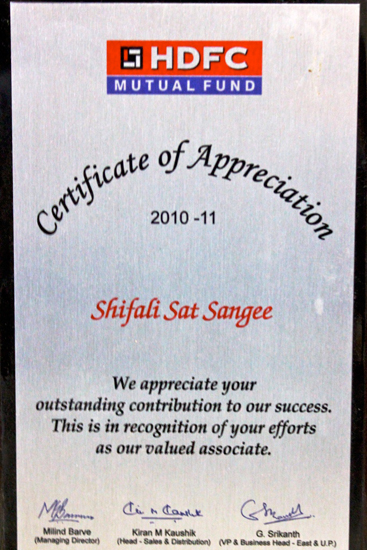 HDFC
MUTUAL FUND
Certificate of Appreciation
2010 -11
Shifali Sat Sangee
We appreciate your
outstanding contribution to our success.
This is in recognition of your efforts
as our valued associate.
Milind Barve Kiran M Kaushik G. Srikanth
(Managing Director) (Head - Sales & Distribution) (VP & Business Head - East & U.P.)